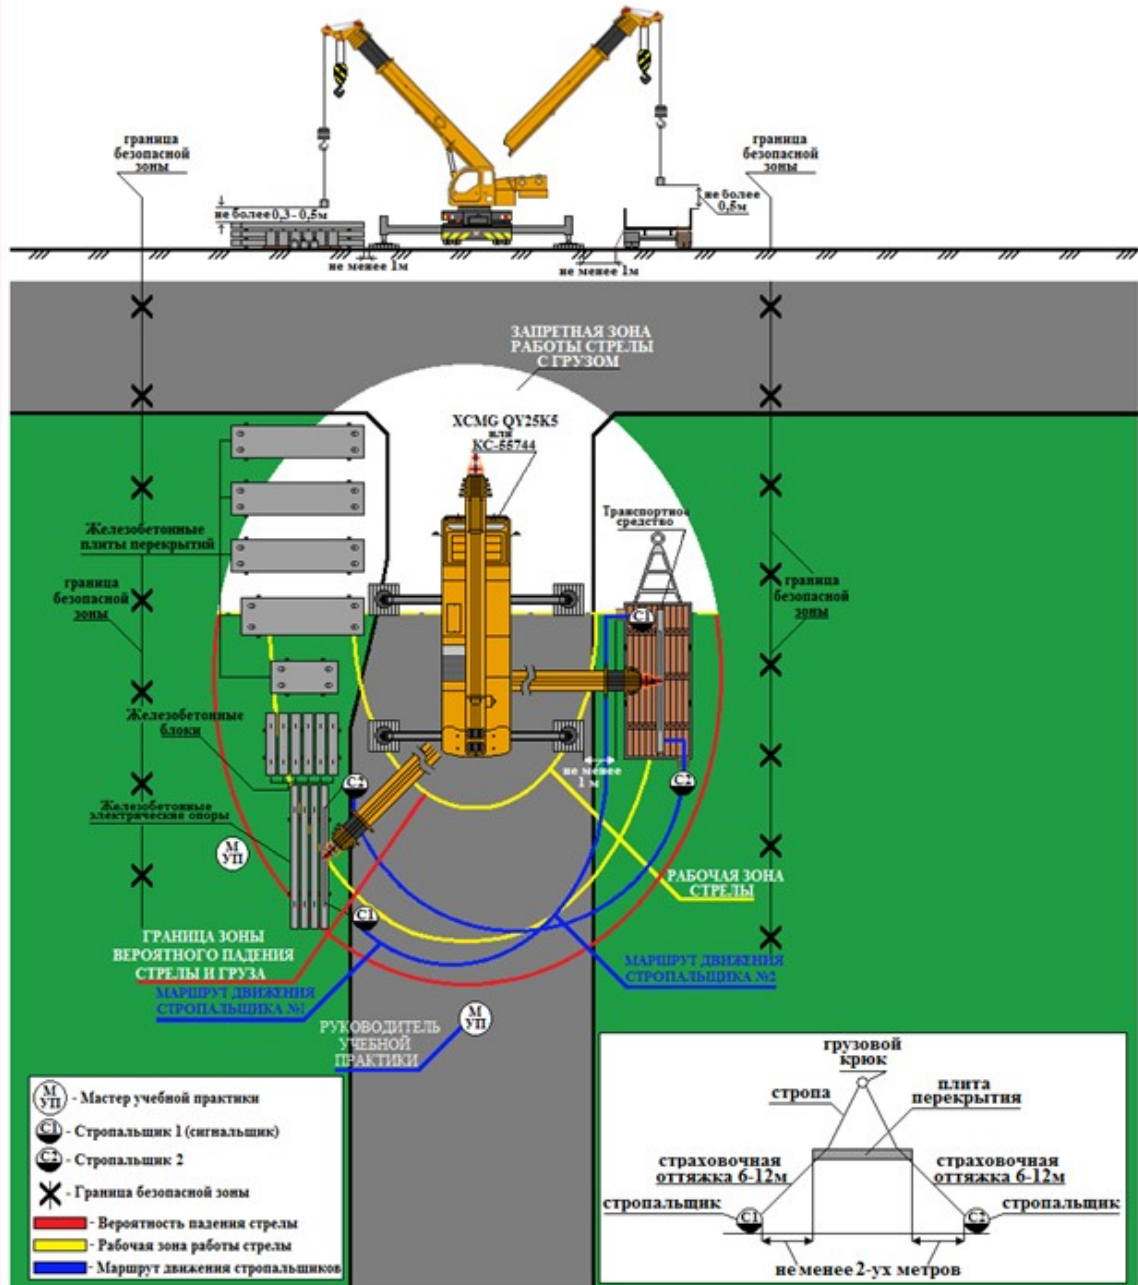 граница
безопасной
зоны
граница
безопасной
зоны
не более 0,3 - 0,5м
не более
0,5м
не менее 1м
не менее 1м
ЗАПРЕТНАЯ ЗОНА
РАБОТЫ СТРЕЛЫ
С ГРУЗОМ
XCMG QY25K5
или
КС-55744
Транспортное
средство
Железобетонные
плиты перекрытий
граница
безопасной
зоны
граница
безопасной
зоны
С1
Железобетонные
блоки
не менее
1 м
С2
С2
Железобетонные
электрические опоры
М
УП
РАБОЧАЯ ЗОНА
СТРЕЛЫ
С1
ГРАНИЦА ЗОНЫ
ВЕРОЯТНОГО ПАДЕНИЯ
СТРЕЛЫ И ГРУЗА
МАРШРУТ ДВИЖЕНИЯ
СТРОПАЛЬЩИКА №2
МАРШРУТ ДВИЖЕНИЯ
СТРОПАЛЬЩИКА №1
РУКОВОДИТЕЛЬ
УЧЕБНОЙ
ПРАКТИКИ
М
УП
М
УП
- Мастер учебной практики
С1
- Стропальщик 1 (сигнальщик)
С2
- Стропальщик 2
- Граница безопасной зоны
- Вероятность падения стрелы
- Рабочая зона работы стрелы
- Маршрут движения стропальщиков
грузовой
крюк
стропа
плита
перекрытия
страховочная
оттяжка 6-12м
страховочная
оттяжка 6-12м
стропальщик
стропальщик
С1
С2
не менее 2-ух метров